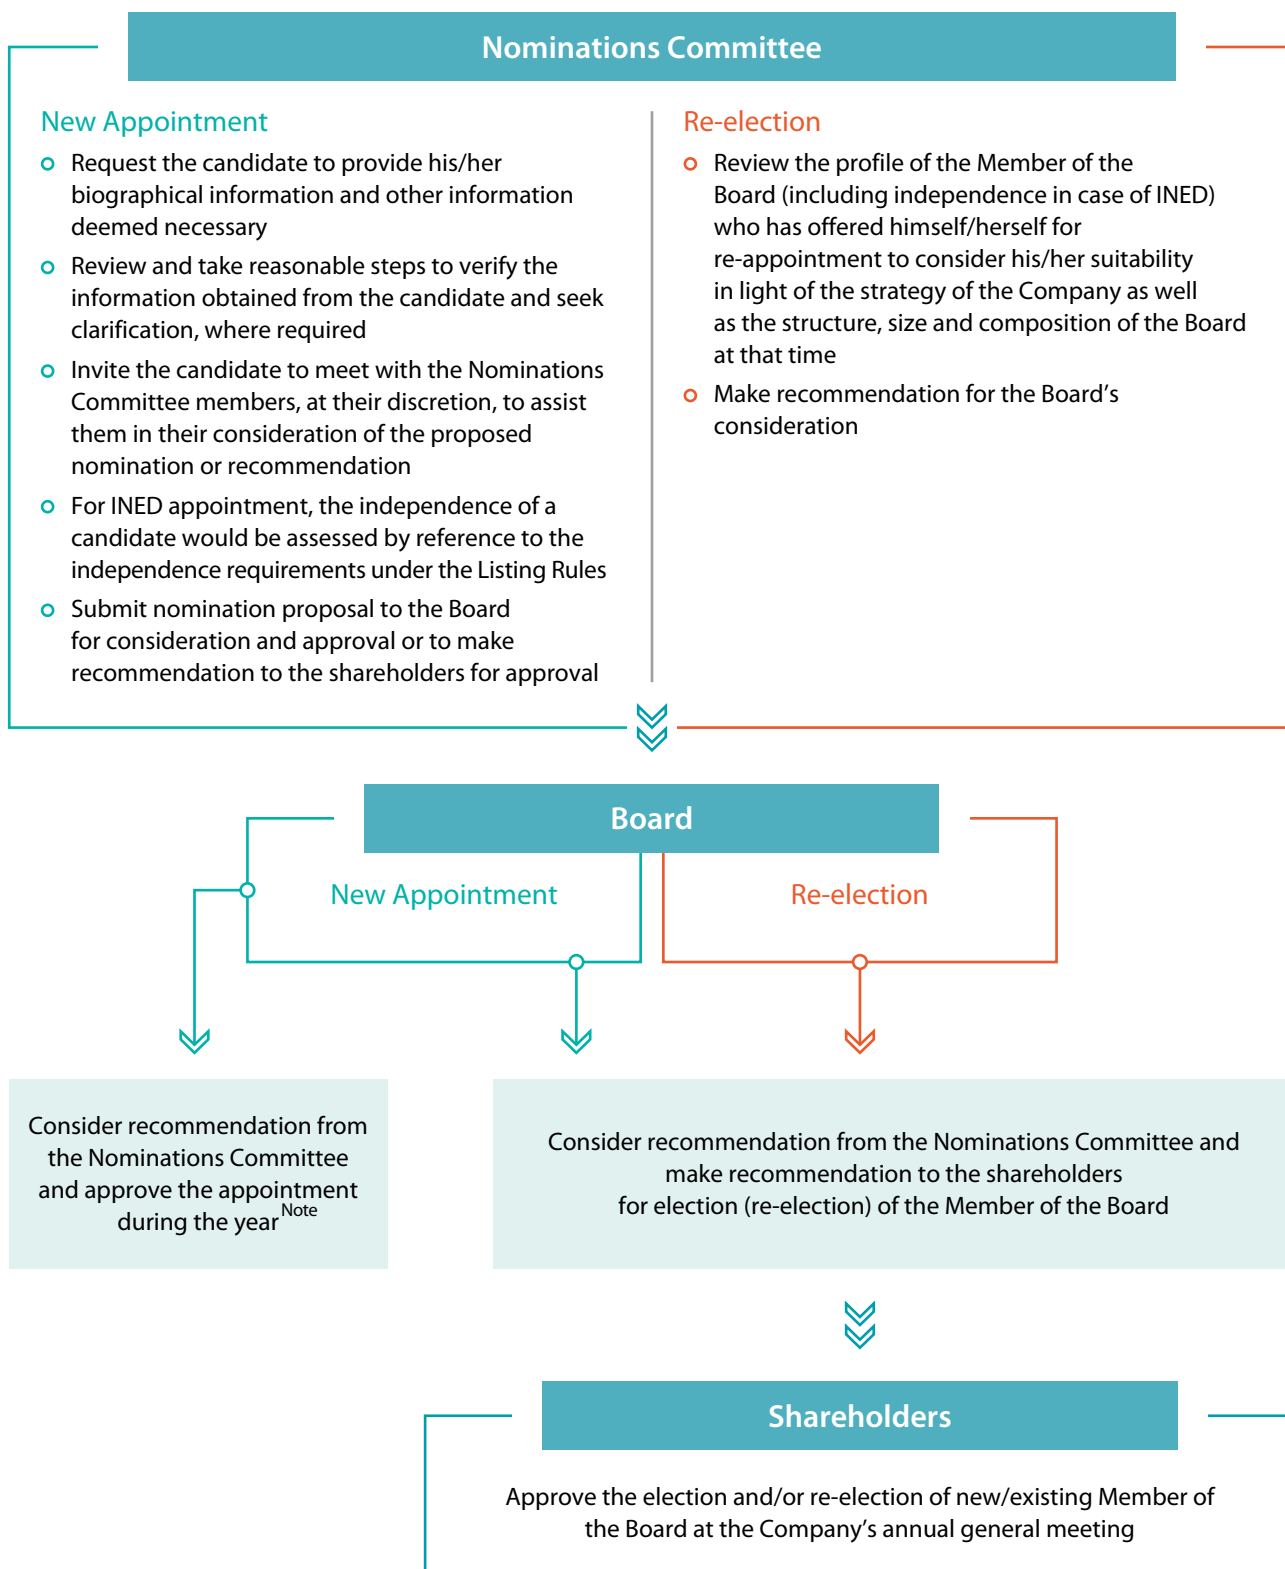 Nominations Committee
New Appointment
Request the candidate to provide his/her
biographical information and other information
deemed necessary
Review and take reasonable steps to verify the
information obtained from the candidate and seek
clarification, where required
Invite the candidate to meet with the Nominations
Committee members, at their discretion, to assist
them in their consideration of the proposed
nomination or recommendation
For INED appointment, the independence of a
candidate would be assessed by reference to the
independence requirements under the Listing Rules
Submit nomination proposal to the Board
for consideration and approval or to make
recommendation to the shareholders for approval
Re-election
Review the profile of the Member of the
Board (including independence in case of INED)
who has offered himself/herself for
re-appointment to consider his/her suitability
in light of the strategy of the Company as well
as the structure, size and composition of the Board
at that time
Make recommendation for the Board's
consideration
Board
New Appointment
Re-election
Consider recommendation from
the Nominations Committee
and approve the appointment
during the year Note
Consider recommendation from the Nominations Committee and
make recommendation to the shareholders
for election (re-election) of the Member of the Board
Shareholders
Approve the election and/or re-election of new/existing Member of
the Board at the Company's annual general meeting